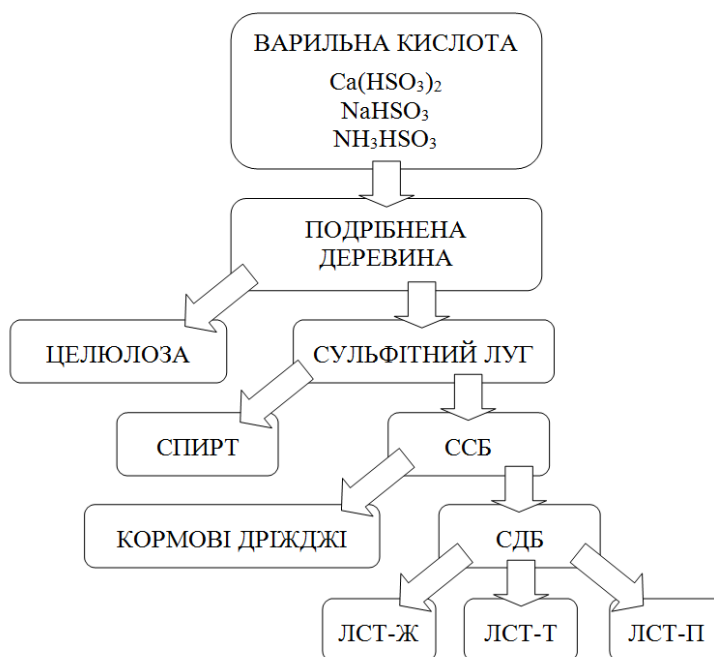 ВАРИЛЬНА КИСЛОТА
Ca(HSO₃)₂
NaHSO₃
NH₃HSO₃
ПОДРІБНЕНА
ДЕРЕВИНА
ЦЕЛЮЛОЗА
СУЛЬФІТНИЙ ЛУГ
СПИРТ
ССБ
КОРМОВІ ДРІЖДЖІ
СДБ
ЛСТ-Ж
ЛСТ-Т
ЛСТ-П